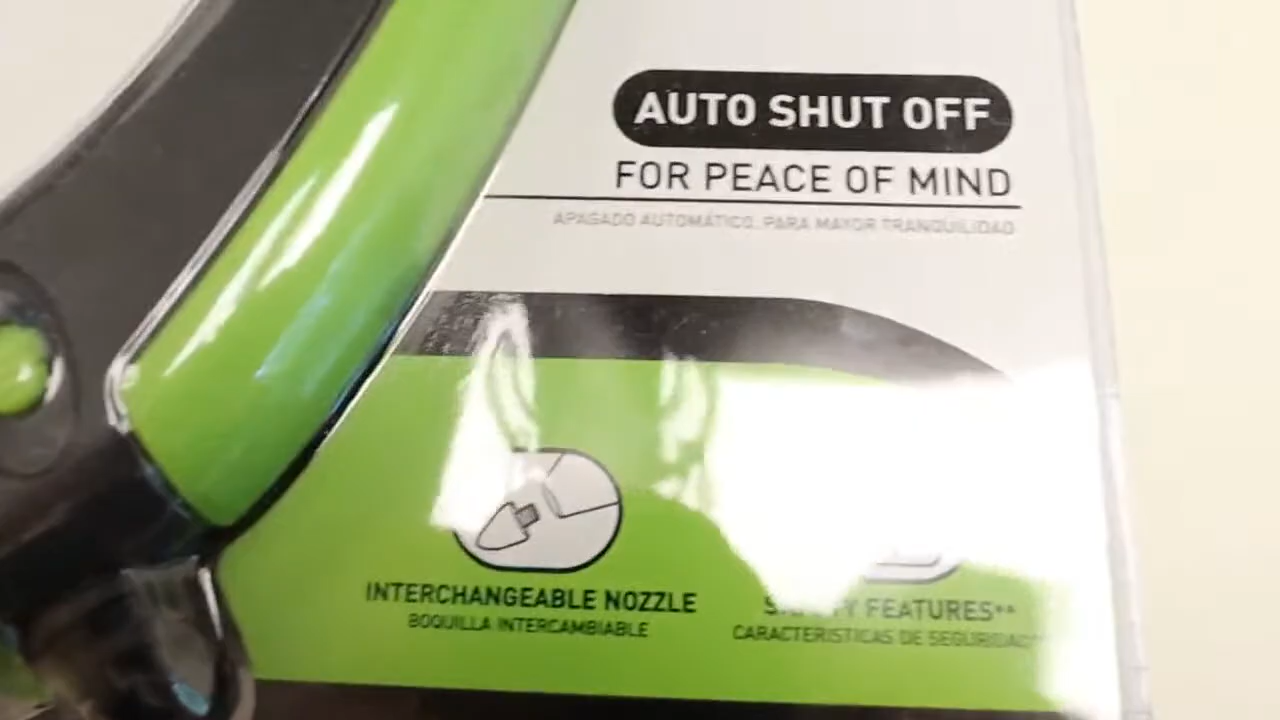 AUTO SHUT OFF
FOR PEACE OF MIND
APAGADO AUTOMÁTICO, PARA MAYOR TRANQUILIDAD
INTERCHANGEABLE NOZZLE
BOQUILLA INTERCAMBIABLE
FEATURES**
CARACTERÍSTICAS DE SEGURIDAD**